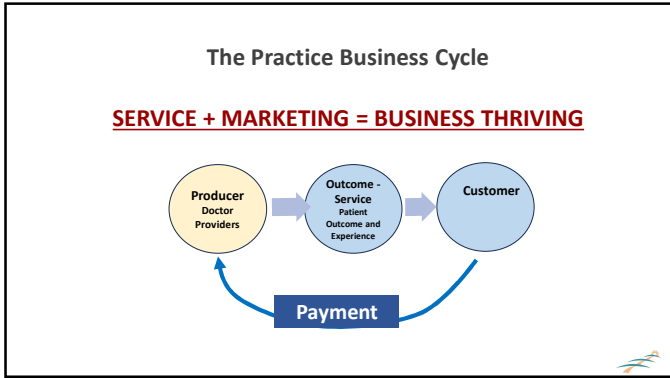 The Practice Business Cycle
SERVICE + MARKETING = BUSINESS THRIVING
Producer
Doctor
Providers
Outcome -
Service
Patient
Outcome and
Experience
Customer
Payment